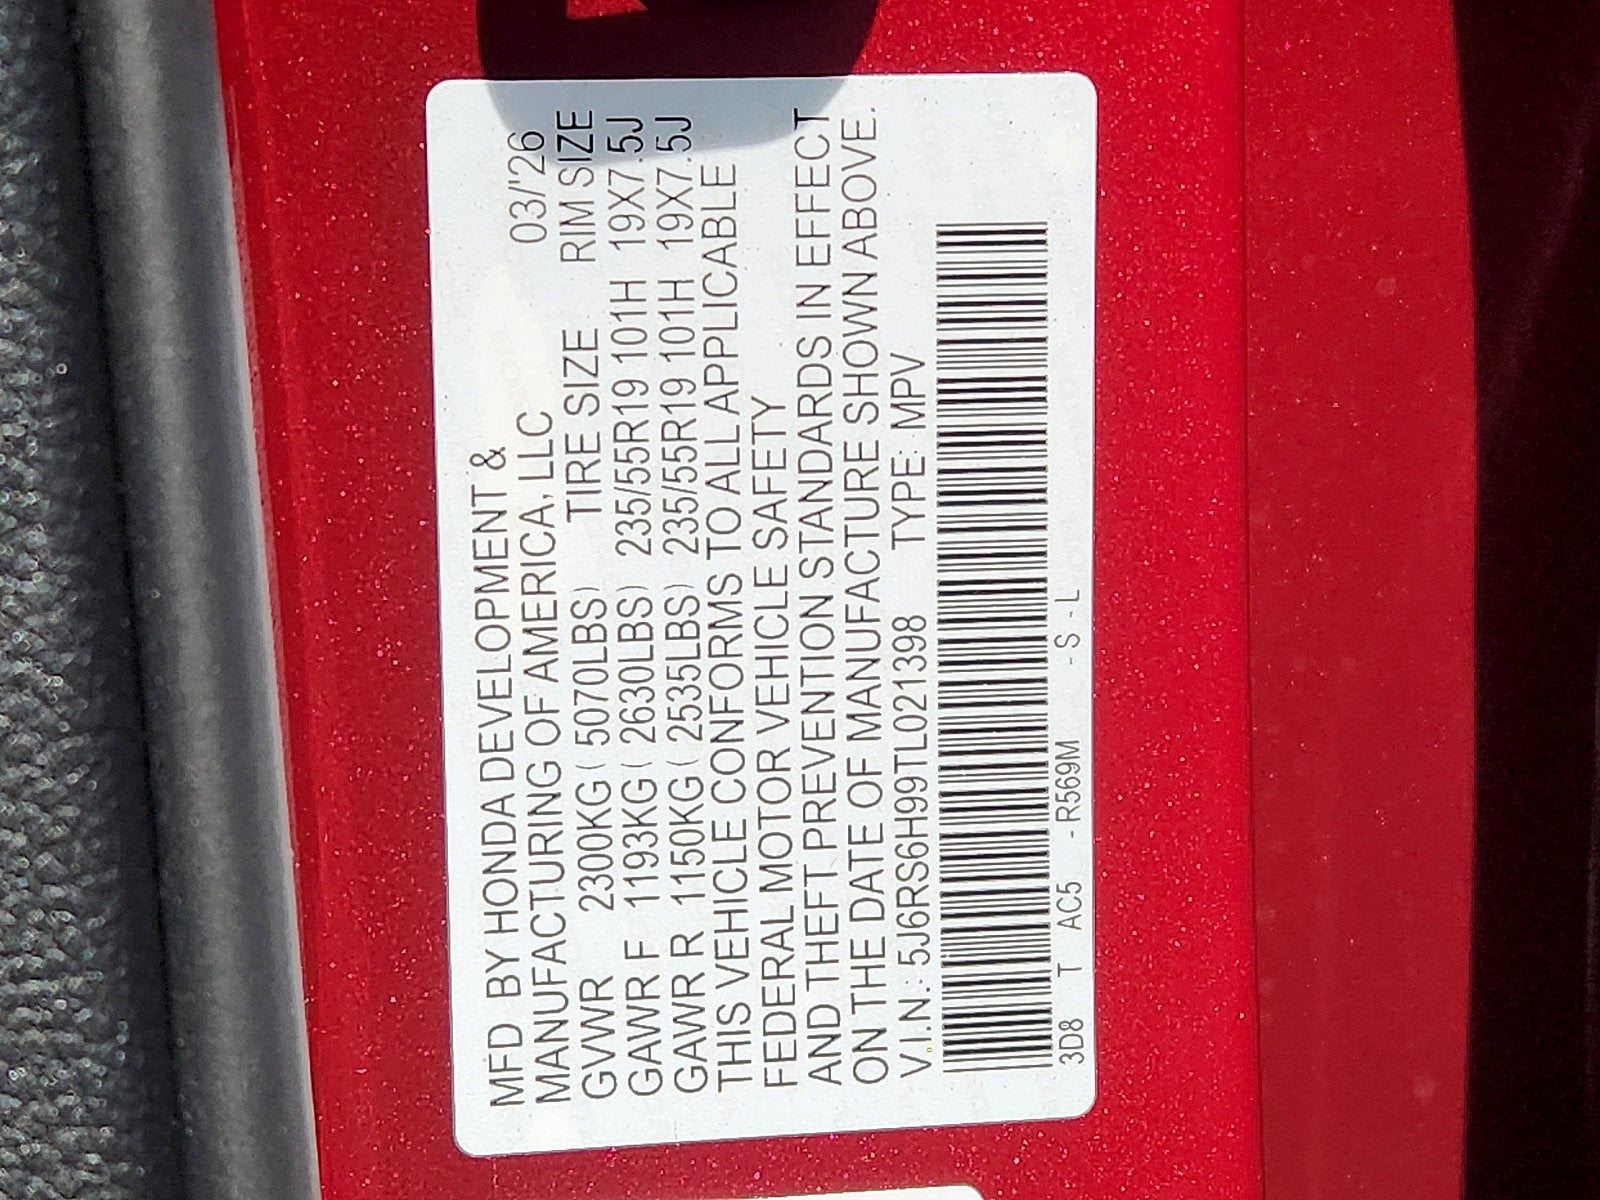 MFD BY HONDA DEVELOPMENT &
MANUFACTURING OF AMERICA, LLC 03/'26
GVWR 2300KG ( 5070LBS) TIRE SIZE RIM SIZE
GAWR F 1193KG ( 2630LBS) 235/55R19 101H 19X7.5J
GAWR R 1150KG ( 2535LBS) 235/55R19 101H 19X7.5J
THIS VEHICLE CONFORMS TO ALL APPLICABLE
FEDERAL MOTOR VEHICLE SAFETY
AND THEFT PREVENTION STANDARDS IN EFFECT
ON THE DATE OF MANUFACTURE SHOWN ABOVE.
V.I.N.: 5J6RS6H99TL021398 TYPE: MPV
3D8 T AC5 - R569M - S - L